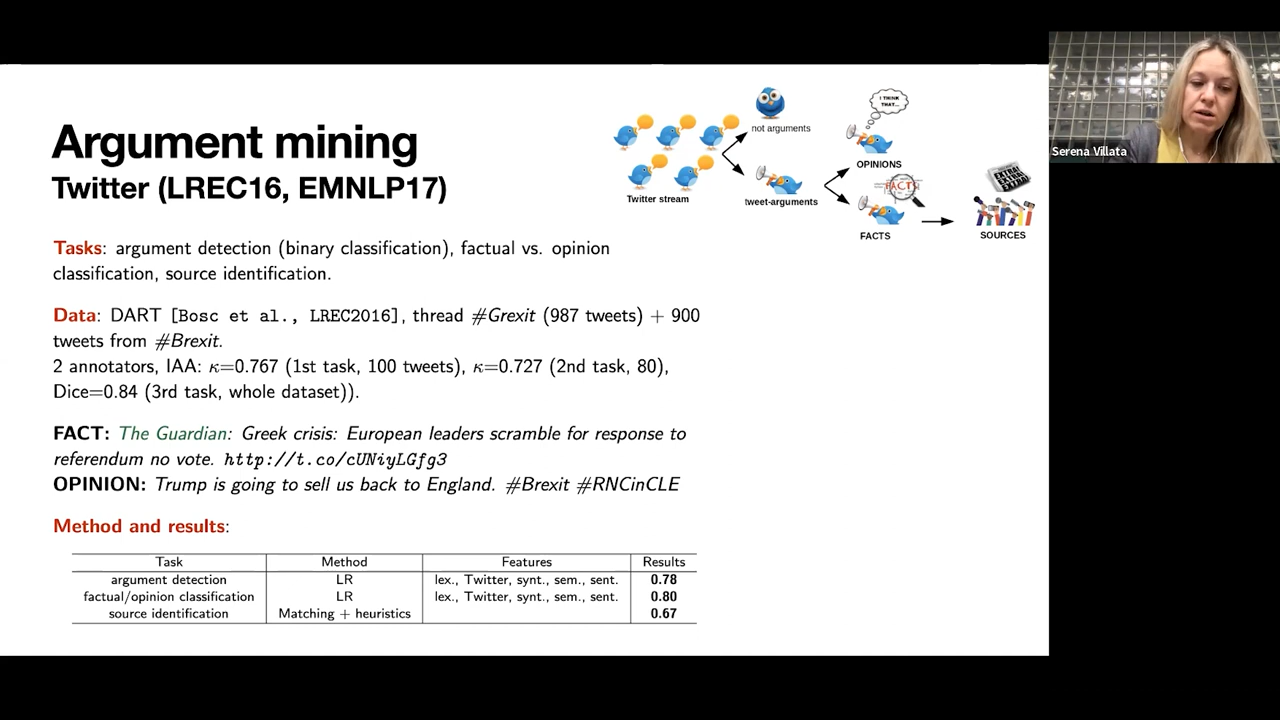 Argument mining
Twitter (LREC16, EMNLP17)
Twitter stream
not arguments
tweet-arguments
I THINK
THAT...
OPINIONS
FACTS
FACTS
SOURCES
Serena Villata
Tasks: argument detection (binary classification), factual vs. opinion
classification, source identification.
Data: DART [Bosc et al., LREC2016], thread #Grexit (987 tweets) + 900
tweets from #Brexit.
2 annotators, IAA: κ=0.767 (1st task, 100 tweets), κ=0.727 (2nd task, 80),
Dice=0.84 (3rd task, whole dataset)).
FACT: The Guardian: Greek crisis: European leaders scramble for response to
referendum no vote. http://t.co/cUNiyLGfg3
OPINION: Trump is going to sell us back to England. #Brexit #RNCinCLE
Method and results:
Task Method Features Results
argument detection LR lex., Twitter, synt., sem., sent. 0.78
factual/opinion classification LR lex., Twitter, synt., sem., sent. 0.80
source identification Matching + heuristics 0.67